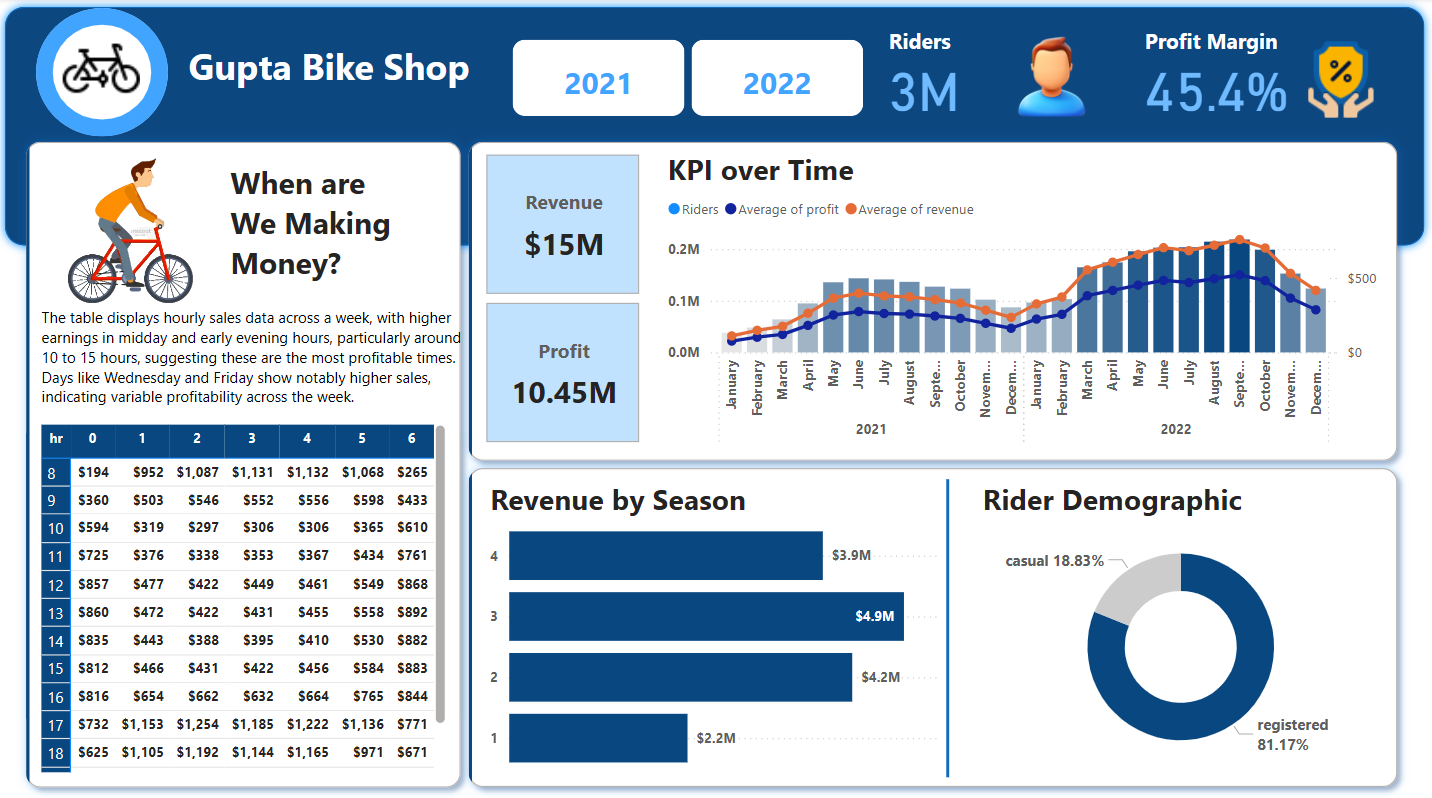 Gupta Bike Shop
2021
2022
Riders
3M
Profit Margin
45.4%
%
When are
We Making
Money?
The table displays hourly sales data across a week, with higher
earnings in midday and early evening hours, particularly around
10 to 15 hours, suggesting these are the most profitable times.
Days like Wednesday and Friday show notably higher sales,
indicating variable profitability across the week.
hr 0 1 2 3 4 5 6
8 $194 $952 $1,087 $1,131 $1,132 $1,068 $265
9 $360 $503 $546 $552 $556 $598 $433
10 $594 $319 $297 $306 $306 $365 $610
11 $725 $376 $338 $353 $367 $434 $761
12 $857 $477 $422 $449 $461 $549 $868
13 $860 $472 $422 $431 $455 $558 $892
14 $835 $443 $388 $395 $410 $530 $882
15 $812 $466 $431 $422 $456 $584 $883
16 $816 $654 $662 $632 $664 $765 $844
17 $732 $1,153 $1,254 $1,185 $1,222 $1,136 $771
18 $625 $1,105 $1,192 $1,144 $1,165 $971 $671
Revenue
$15M
Profit
10.45M
KPI over Time
Riders Average of profit Average of revenue
0.2M
0.1M
0.0M
$500
$0
January
February
March
April
May
June
July
August
Septe...
October
Novem...
Decem...
January
February
March
April
May
June
July
August
Septe...
October
Novem...
Decem...
2021
2022
Revenue by Season
4 $3.9M
3 $4.9M
2 $4.2M
1 $2.2M
Rider Demographic
casual 18.83%
registered
81.17%